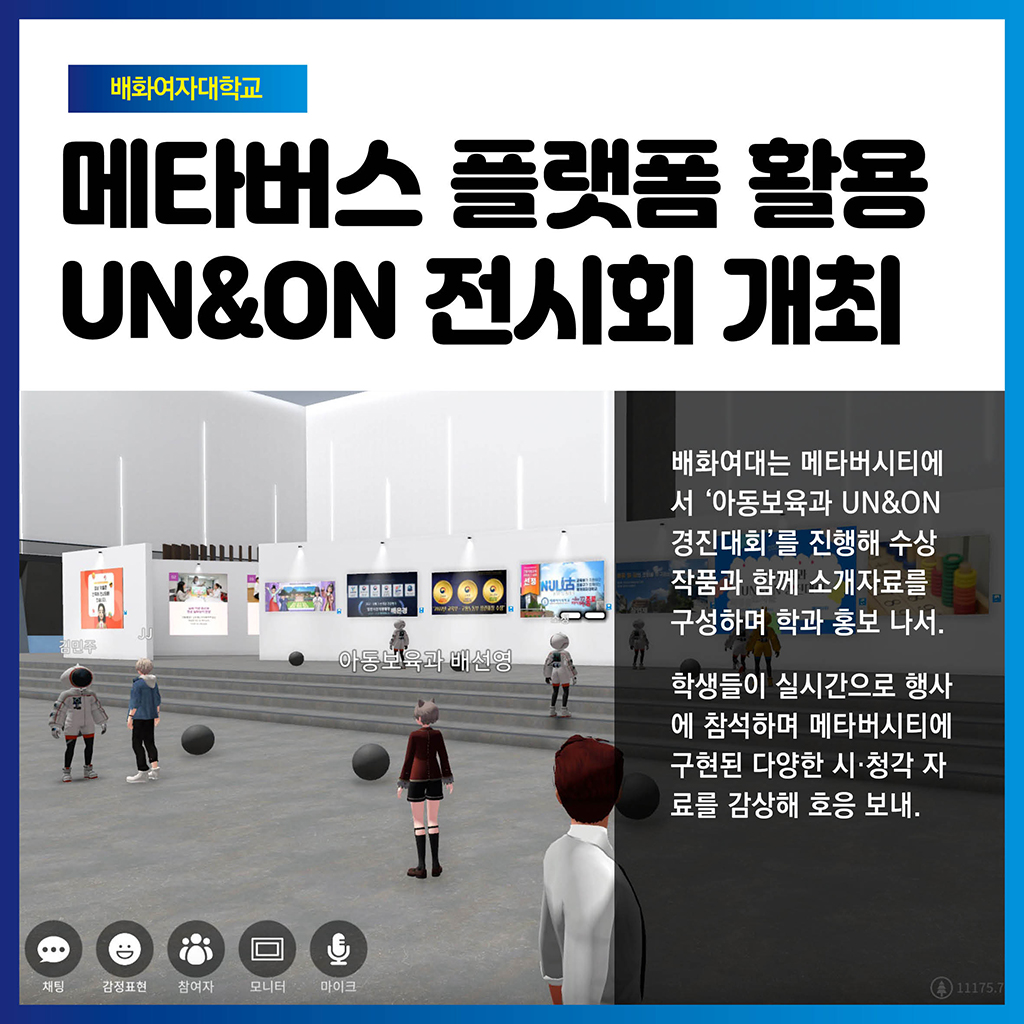 배화여자대학교
메타버스 플랫폼 활용
UN&ON 전시회 개최
배화여대는 메타버시티에
서 ‘아동보육과 UN&ON
경진대회’를 진행해 수상
작품과 함께 소개자료를
구성하며 학과 홍보 나서.
학생들이 실시간으로 행사
에 참석하며 메타버시티에
구현된 다양한 시·청각 자
료를 감상해 호응 보내.
김민주
JJ
아동보육과 배선영
채팅
감정표현
참여자
모니터
마이크
11175.7